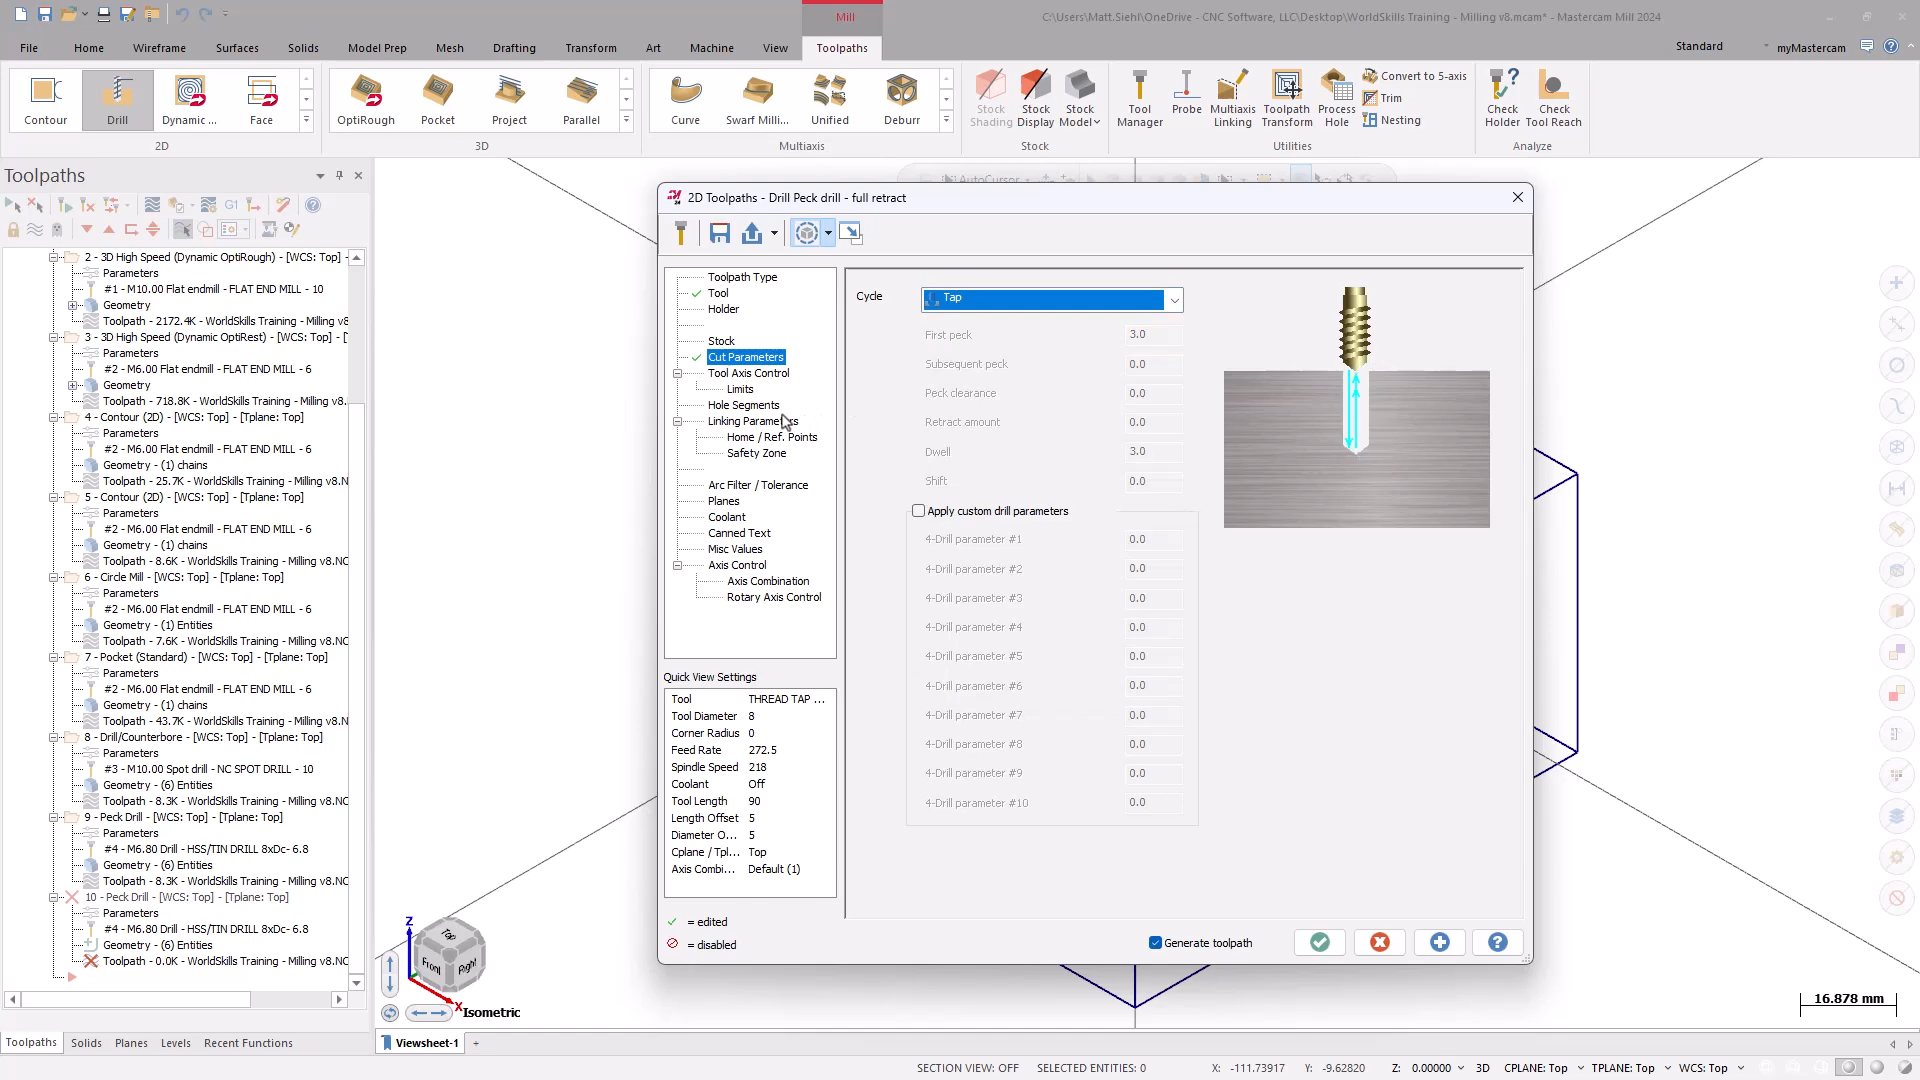 Mill
C:\Users\Matt.Siehl\OneDrive - CNC Software, LLC\Desktop\WorldSkills Training - Milling v8.mcam* - Mastercam Mill 2024
File
Home
Wireframe
Surfaces
Solids
Model Prep
Mesh
Drafting
Transform
Art
Machine
View
Toolpaths
Standard
myMastercam
Contour
Drill
Dynamic ...
Face
OptiRough
Pocket
Project
Parallel
Curve
Swarf Milli...
Unified
Deburr
Stock Shading
Stock Display
Stock Model
Tool Manager
Probe
Multiaxis Linking
Toolpath Transform
Process Hole
Convert to 5-axis
Trim
Nesting
Check Holder
Check Tool Reach
2D
3D
Multiaxis
Stock
Utilities
Analyze
Toolpaths
G1
2 - 3D High Speed (Dynamic OptiRough) - [WCS: Top] -
Parameters
#1 - M10.00 Flat endmill - FLAT END MILL - 10
Geometry
Toolpath - 2172.4K - WorldSkills Training - Milling v8
3 - 3D High Speed (Dynamic OptiRest) - [WCS: Top] - [
Parameters
#2 - M6.00 Flat endmill - FLAT END MILL - 6
Geometry
Toolpath - 718.8K - WorldSkills Training - Milling v8.
4 - Contour (2D) - [WCS: Top] - [Tplane: Top]
Parameters
#2 - M6.00 Flat endmill - FLAT END MILL - 6
Geometry - (1) chains
Toolpath - 25.7K - WorldSkills Training - Milling v8.N
5 - Contour (2D) - [WCS: Top] - [Tplane: Top]
Parameters
#2 - M6.00 Flat endmill - FLAT END MILL - 6
Geometry - (1) chains
Toolpath - 8.6K - WorldSkills Training - Milling v8.NC
6 - Circle Mill - [WCS: Top] - [Tplane: Top]
Parameters
#2 - M6.00 Flat endmill - FLAT END MILL - 6
Geometry - (1) Entities
Toolpath - 7.6K - WorldSkills Training - Milling v8.NC
7 - Pocket (Standard) - [WCS: Top] - [Tplane: Top]
Parameters
#2 - M6.00 Flat endmill - FLAT END MILL - 6
Geometry - (1) chains
Toolpath - 43.7K - WorldSkills Training - Milling v8.N
8 - Drill/Counterbore - [WCS: Top] - [Tplane: Top]
Parameters
#3 - M10.00 Spot drill - NC SPOT DRILL - 10
Geometry - (6) Entities
Toolpath - 8.3K - WorldSkills Training - Milling v8.NC
9 - Peck Drill - [WCS: Top] - [Tplane: Top]
Parameters
#4 - M6.80 Drill - HSS/TIN DRILL 8xDc- 6.8
Geometry - (6) Entities
Toolpath - 8.3K - WorldSkills Training - Milling v8.NC
10 - Peck Drill - [WCS: Top] - [Tplane: Top]
Parameters
#4 - M6.80 Drill - HSS/TIN DRILL 8xDc- 6.8
Geometry - (6) Entities
Toolpath - 0.0K - WorldSkills Training - Milling v8.NC
Toolpaths
Solids
Planes
Levels
Recent Functions
AutoCursor
2D Toolpaths - Drill Peck drill - full retract
Toolpath Type
Tool
Holder
Stock
Cut Parameters
Tool Axis Control
Limits
Hole Segments
Linking Parameters
Home / Ref. Points
Safety Zone
Arc Filter / Tolerance
Planes
Coolant
Canned Text
Misc Values
Axis Control
Axis Combination
Rotary Axis Control
Quick View Settings
Tool THREAD TAP ...
Tool Diameter 8
Corner Radius 0
Feed Rate 272.5
Spindle Speed 218
Coolant Off
Tool Length 90
Length Offset 5
Diameter O... 5
Cplane / Tpl... Top
Axis Combi... Default (1)
= edited
= disabled
Cycle
Tap
First peck 3.0
Subsequent peck 0.0
Peck clearance 0.0
Retract amount 0.0
Dwell 3.0
Shift 0.0
Apply custom drill parameters
4-Drill parameter #1 0.0
4-Drill parameter #2 0.0
4-Drill parameter #3 0.0
4-Drill parameter #4 0.0
4-Drill parameter #5 0.0
4-Drill parameter #6 0.0
4-Drill parameter #7 0.0
4-Drill parameter #8 0.0
4-Drill parameter #9 0.0
4-Drill parameter #10 0.0
Generate toolpath
Z
Top
Front
Right
X
Isometric
16.878 mm
Viewsheet-1
+
SECTION VIEW: OFF
SELECTED ENTITIES: 0
X: -111.73917
Y: -9.62820
Z: 0.00000
3D
CPLANE: Top
TPLANE: Top
WCS: Top